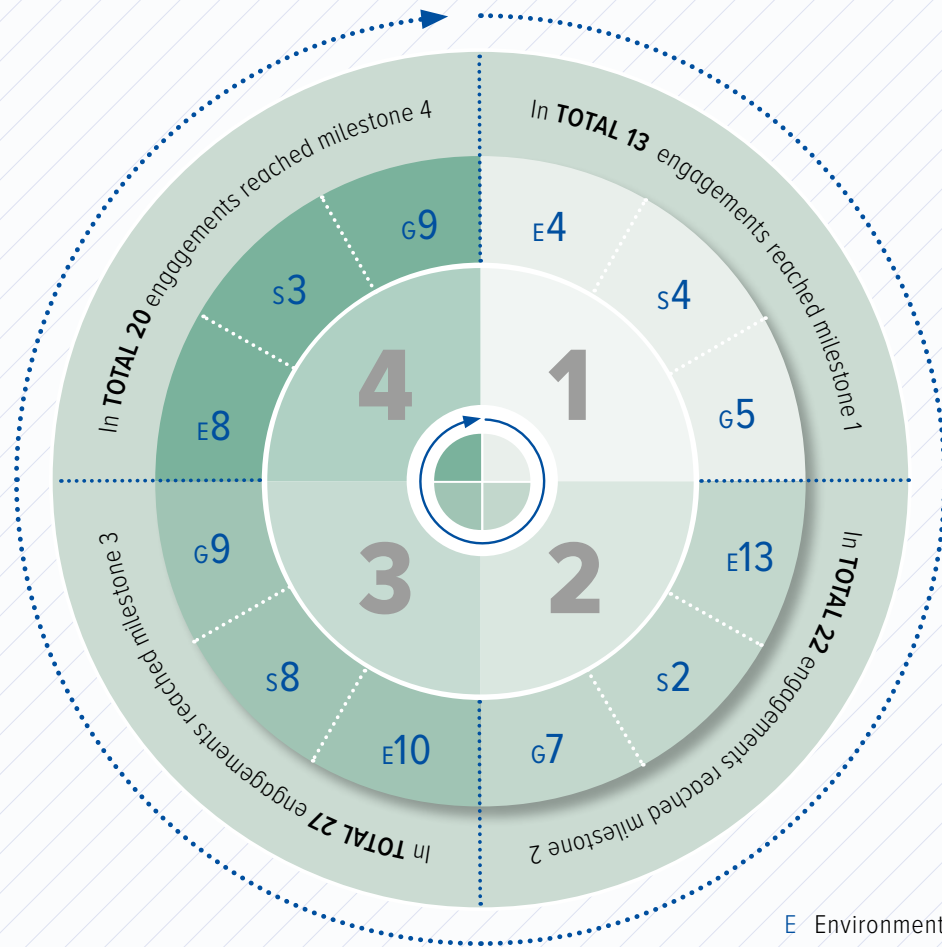 In TOTAL 13 engagements reached milestone 1
E4
S4
G5
1
In TOTAL 22 engagements reached milestone 2
E13
S2
G7
2
In TOTAL 27 engagements reached milestone 3
E10
S8
G9
3
In TOTAL 20 engagements reached milestone 4
E8
S3
G9
4
E Environment